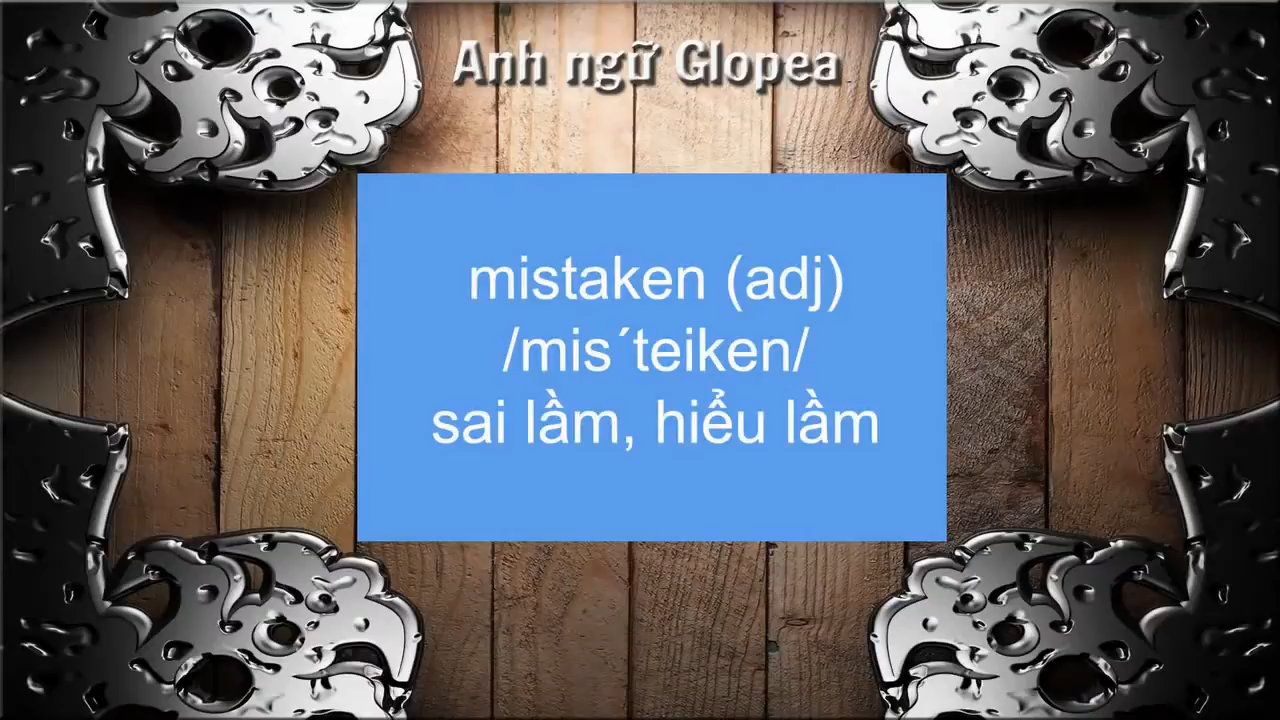 Anh ngữ Glopea
mistaken (adj)
/mis´teiken/
sai lầm, hiểu lầm